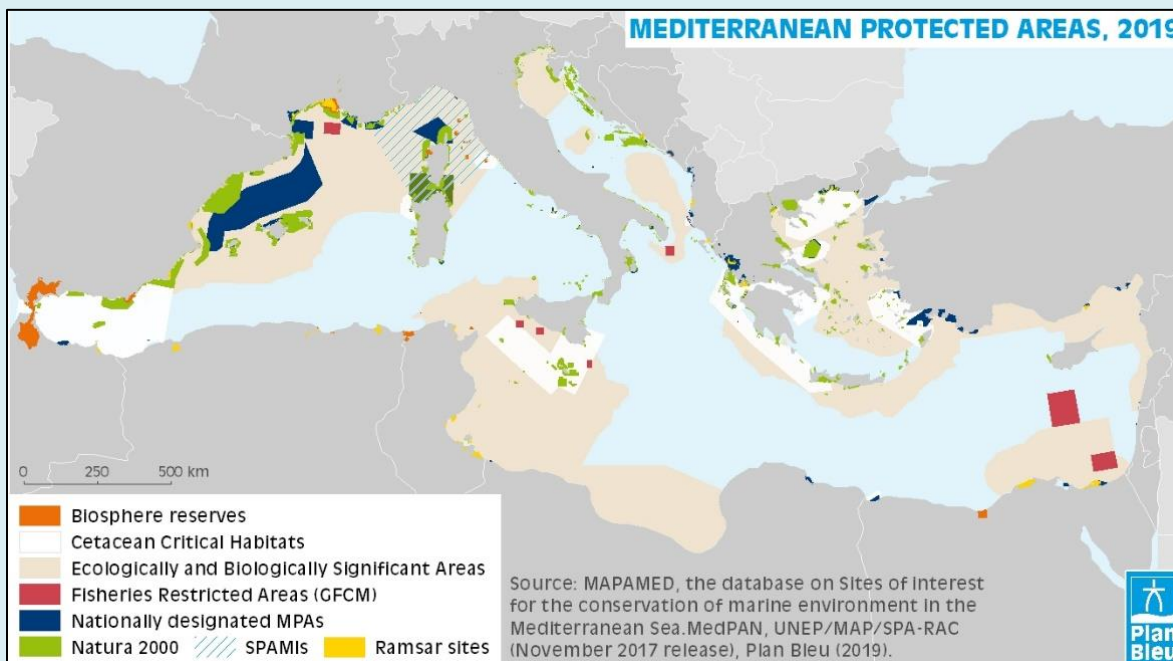 MEDITERRANEAN PROTECTED AREAS, 2019
0 250 500 km
Biosphere reserves
Cetacean Critical Habitats
Ecologically and Biologically Significant Areas
Fisheries Restricted Areas (GFCM)
Nationally designated MPAs
Natura 2000 SPAMIs Ramsar sites
Source: MAPAMED, the database on Sites of interest
for the conservation of marine environment in the
Mediterranean Sea.MedPAN, UNEP/MAP/SPA-RAC
(November 2017 release), Plan Bleu (2019).
Plan
Bleu